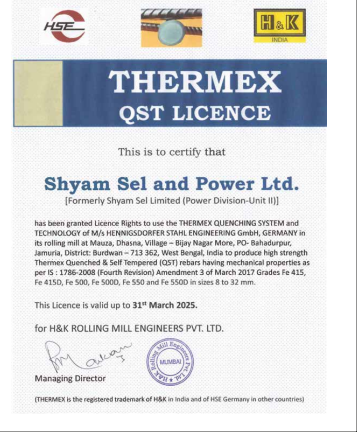 HSE
H&K
INDIA
THERMEX
QST LICENCE
This is to certify that
Shyam Sel and Power Ltd.
[Formerly Shyam Sel Limited (Power Division-Unit II)]
has been granted Licence Rights to use the THERMEX QUENCHING SYSTEM and
TECHNOLOGY of M/s HENNIGSDORFER STAHL ENGINEERING GmbH, GERMANY in
its rolling mill at Mauza, Dhasna, Village – Bijay Nagar More, PO- Bahadurpur,
Jamuria, District: Burdwan – 713 362, West Bengal, India to produce high strength
Thermex Quenched & Self Tempered (QST) rebars having mechanical properties as
per IS : 1786-2008 (Fourth Revision) Amendment 3 of March 2017 Grades Fe 415,
Fe 415D, Fe 500, Fe 500D, Fe 550 and Fe 550D in sizes 8 to 32 mm.
This Licence is valid up to 31st March 2025.
for H&K ROLLING MILL ENGINEERS PVT. LTD.
H&K Rolling Mill Engineers Pvt. Ltd.
MUMBAI
Managing Director
(THERMEX is the registered trademark of H&K in India and of HSE Germany in other countries)